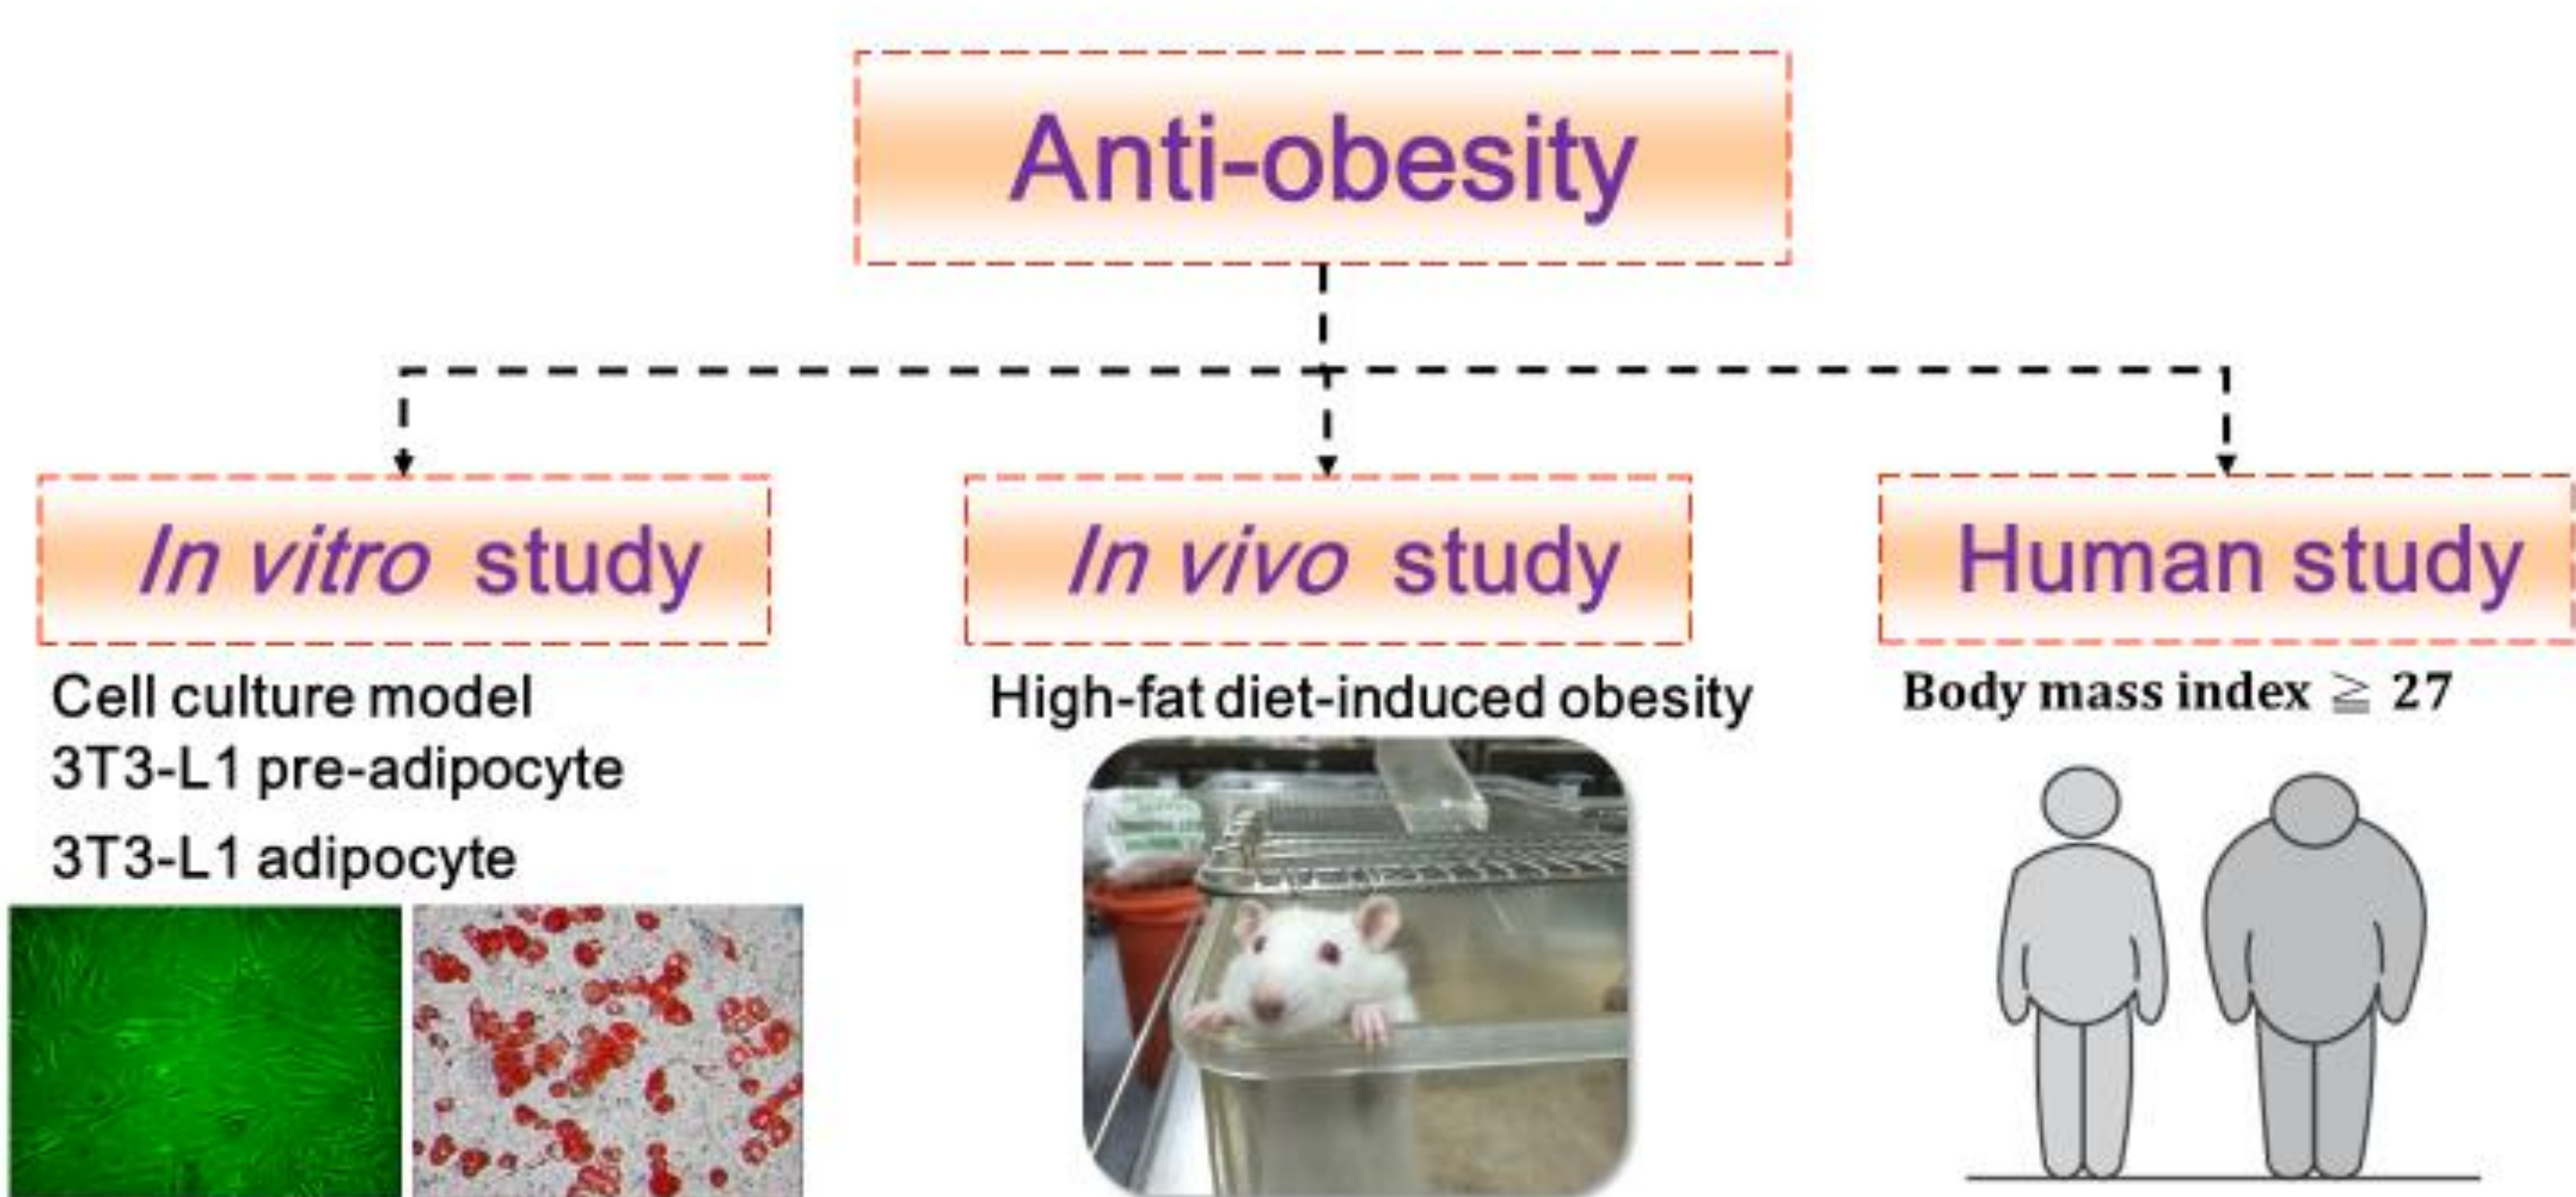 Anti-obesity
In vitro study
In vivo study
Human study
Cell culture model
3T3-L1 pre-adipocyte
3T3-L1 adipocyte
High-fat diet-induced obesity
Body mass index ≧ 27